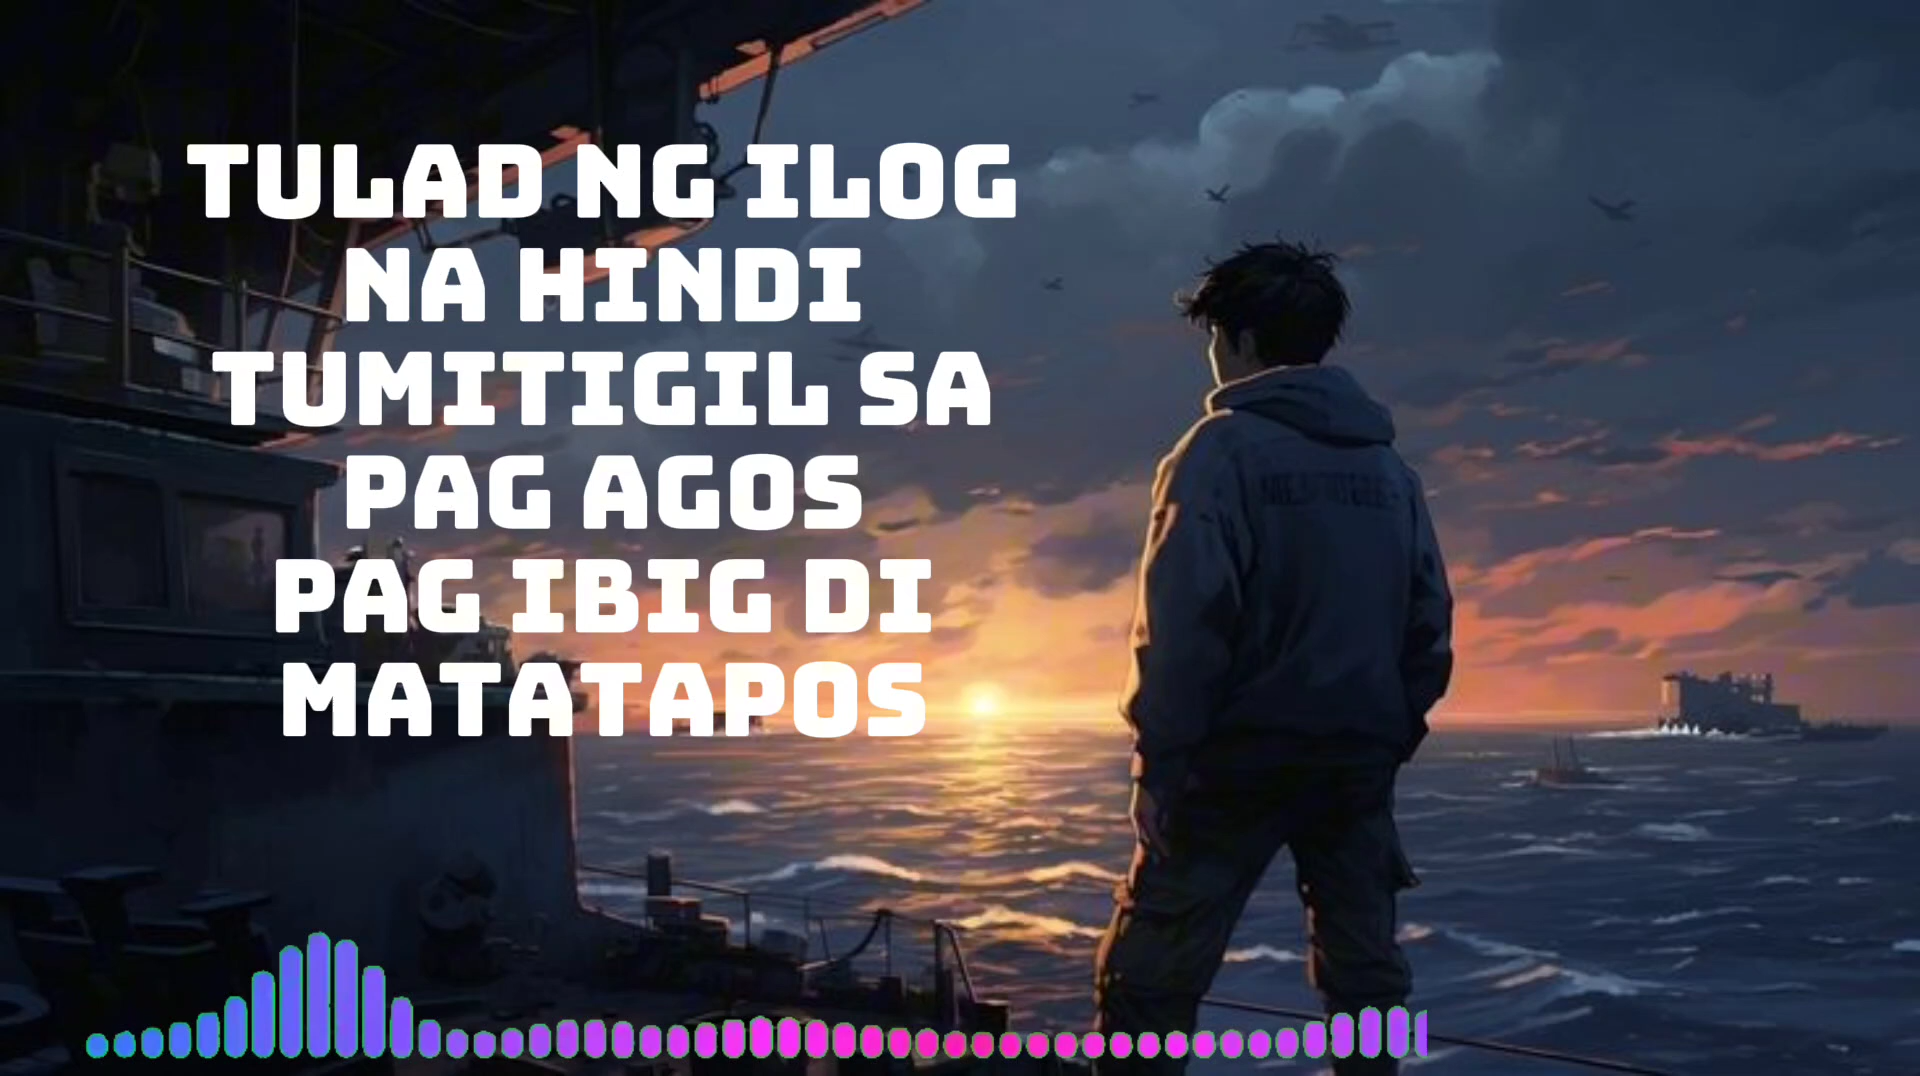 TULAD NG ILOG
NA HINDI
TUMITIGIL SA
PAG AGOS
PAG IBIG DI
MATATAPOS